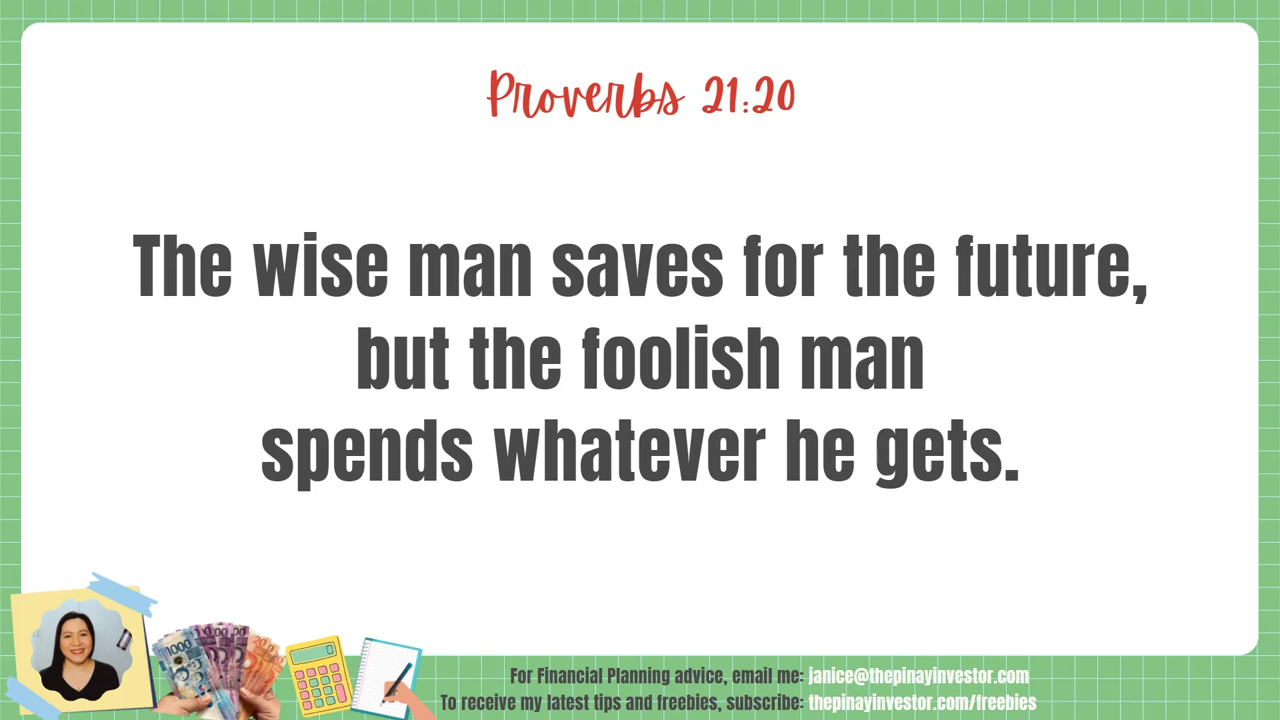 Proverbs 21:20
The wise man saves for the future,
but the foolish man
spends whatever he gets.
1000
For Financial Planning advice, email me: janice@thepinayinvestor.com
To receive my latest tips and freebies, subscribe: thepinayinvestor.com/freebies